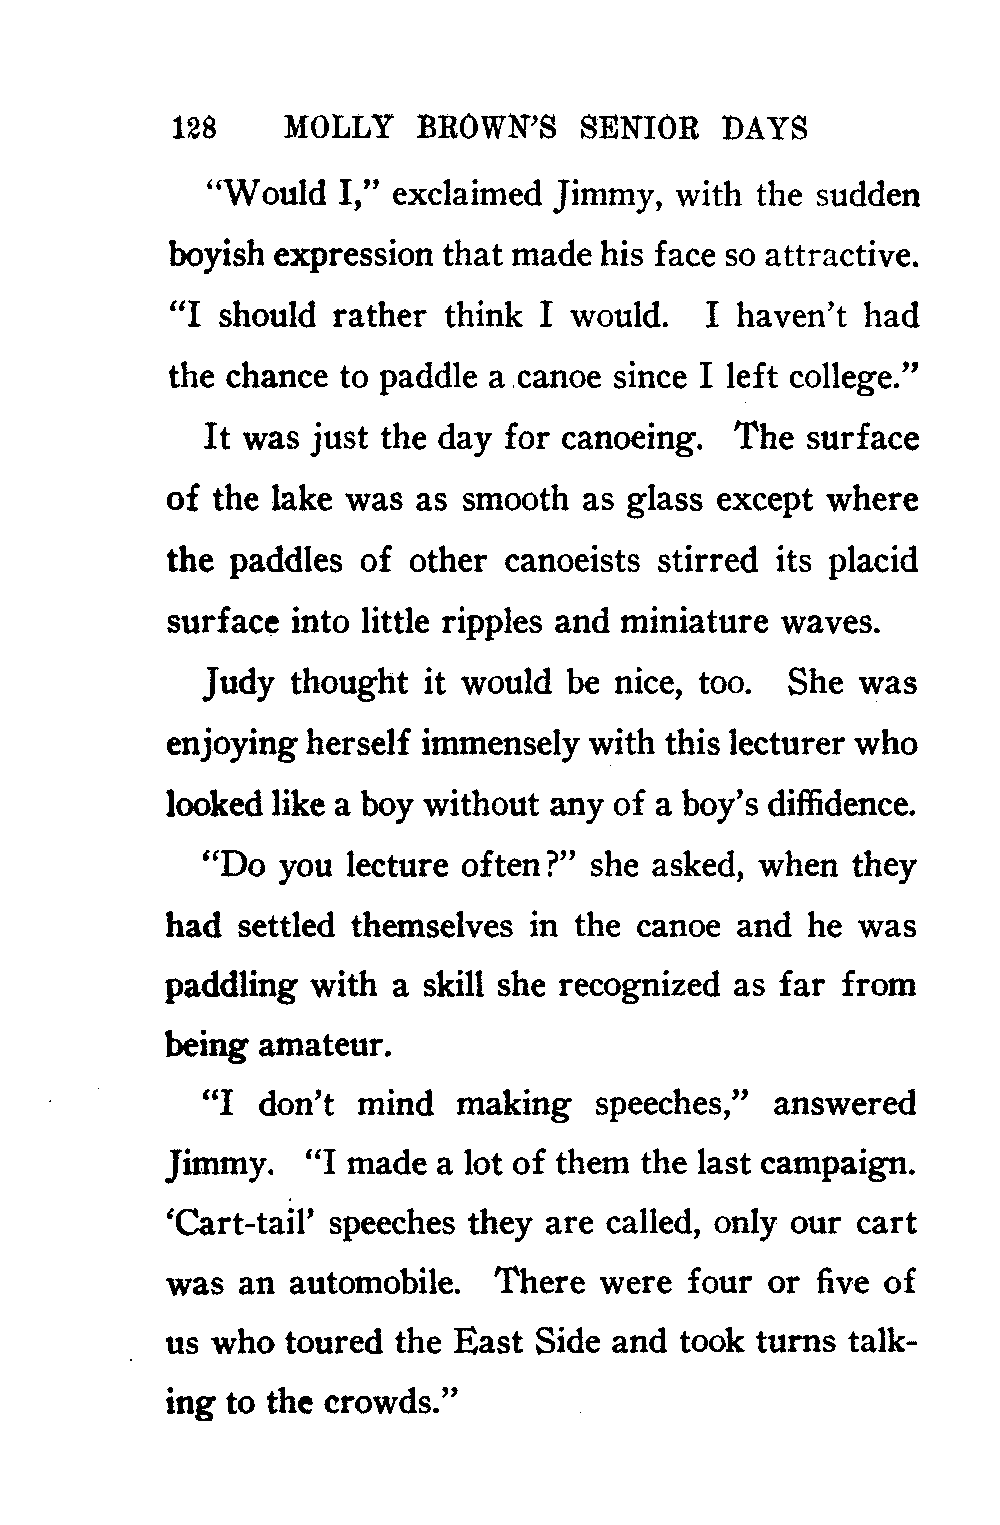 128 MOLLY BROWN'S SENIOR DAYS
“Would I,” exclaimed Jimmy, with the sudden
boyish expression that made his face so attractive.
“I should rather think I would. I haven't had
the chance to paddle a canoe since I left college.”
It was just the day for canoeing. The surface
of the lake was as smooth as glass except where
the paddles of other canoeists stirred its placid
surface into little ripples and miniature waves.
Judy thought it would be nice, too. She was
enjoying herself immensely with this lecturer who
looked like a boy without any of a boy's diffidence.
“Do you lecture often?” she asked, when they
had settled themselves in the canoe and he was
paddling with a skill she recognized as far from
being amateur.
“I don't mind making speeches,” answered
Jimmy. “I made a lot of them the last campaign.
‘Cart-tail’ speeches they are called, only our cart
was an automobile. There were four or five of
us who toured the East Side and took turns talk-
ing to the crowds.”